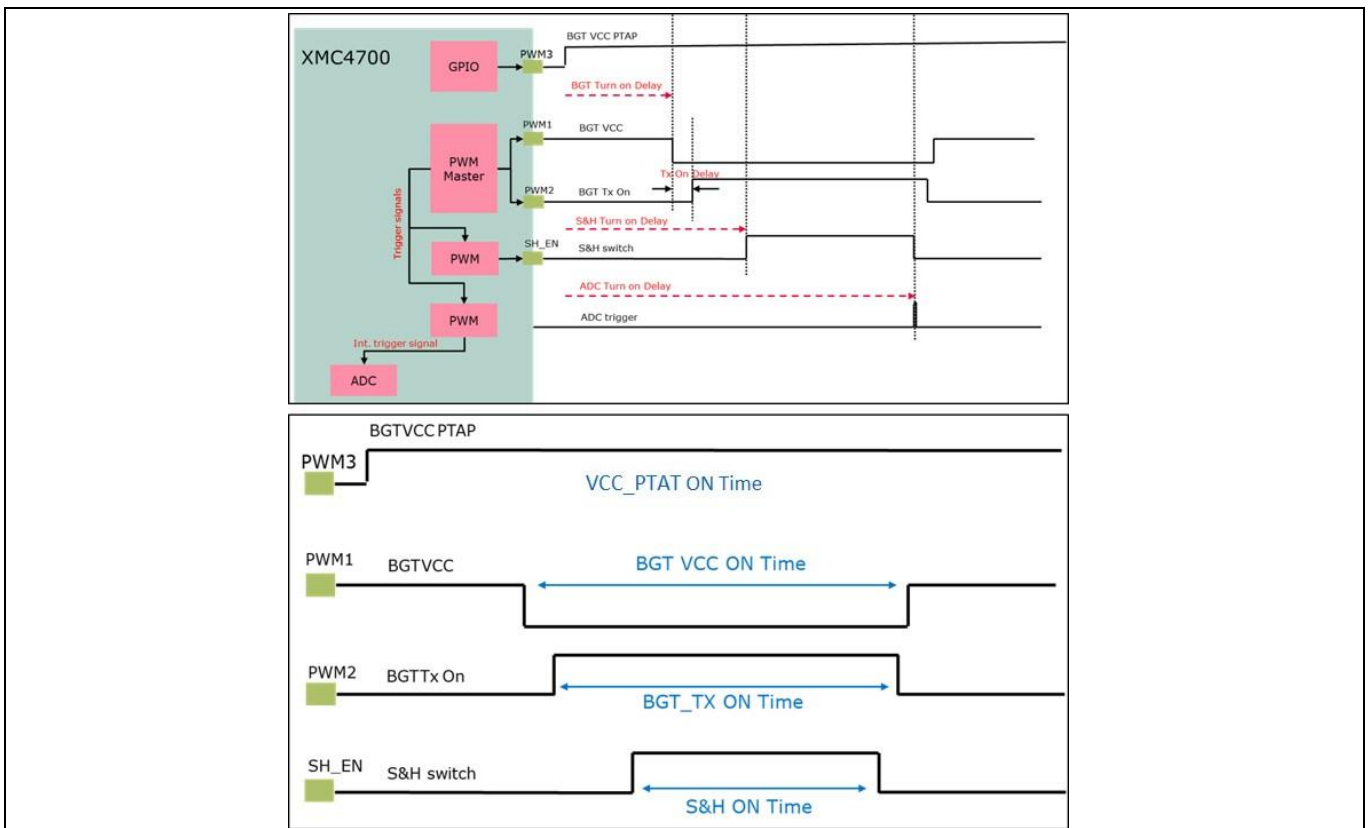 XMC4700
GPIO
PWM3
BGT VCC PTAP
BGT Turn on Delay
PWM1
BGT VCC
PWM
Master
Tx On Delay
PWM2
BGT Tx On
Trigger signals
S&H Turn on Delay
SH_EN
S&H switch
PWM
ADC Turn on Delay
PWM
ADC trigger
Int. trigger signal
ADC
BGTVCCPTAP
PWM3
VCC_PTAT ON Time
PWM1
BGTVCC
BGT VCC ON Time
PWM2
BGTTx On
BGT_TX ON Time
SH_EN
S&H switch
S&H ON Time